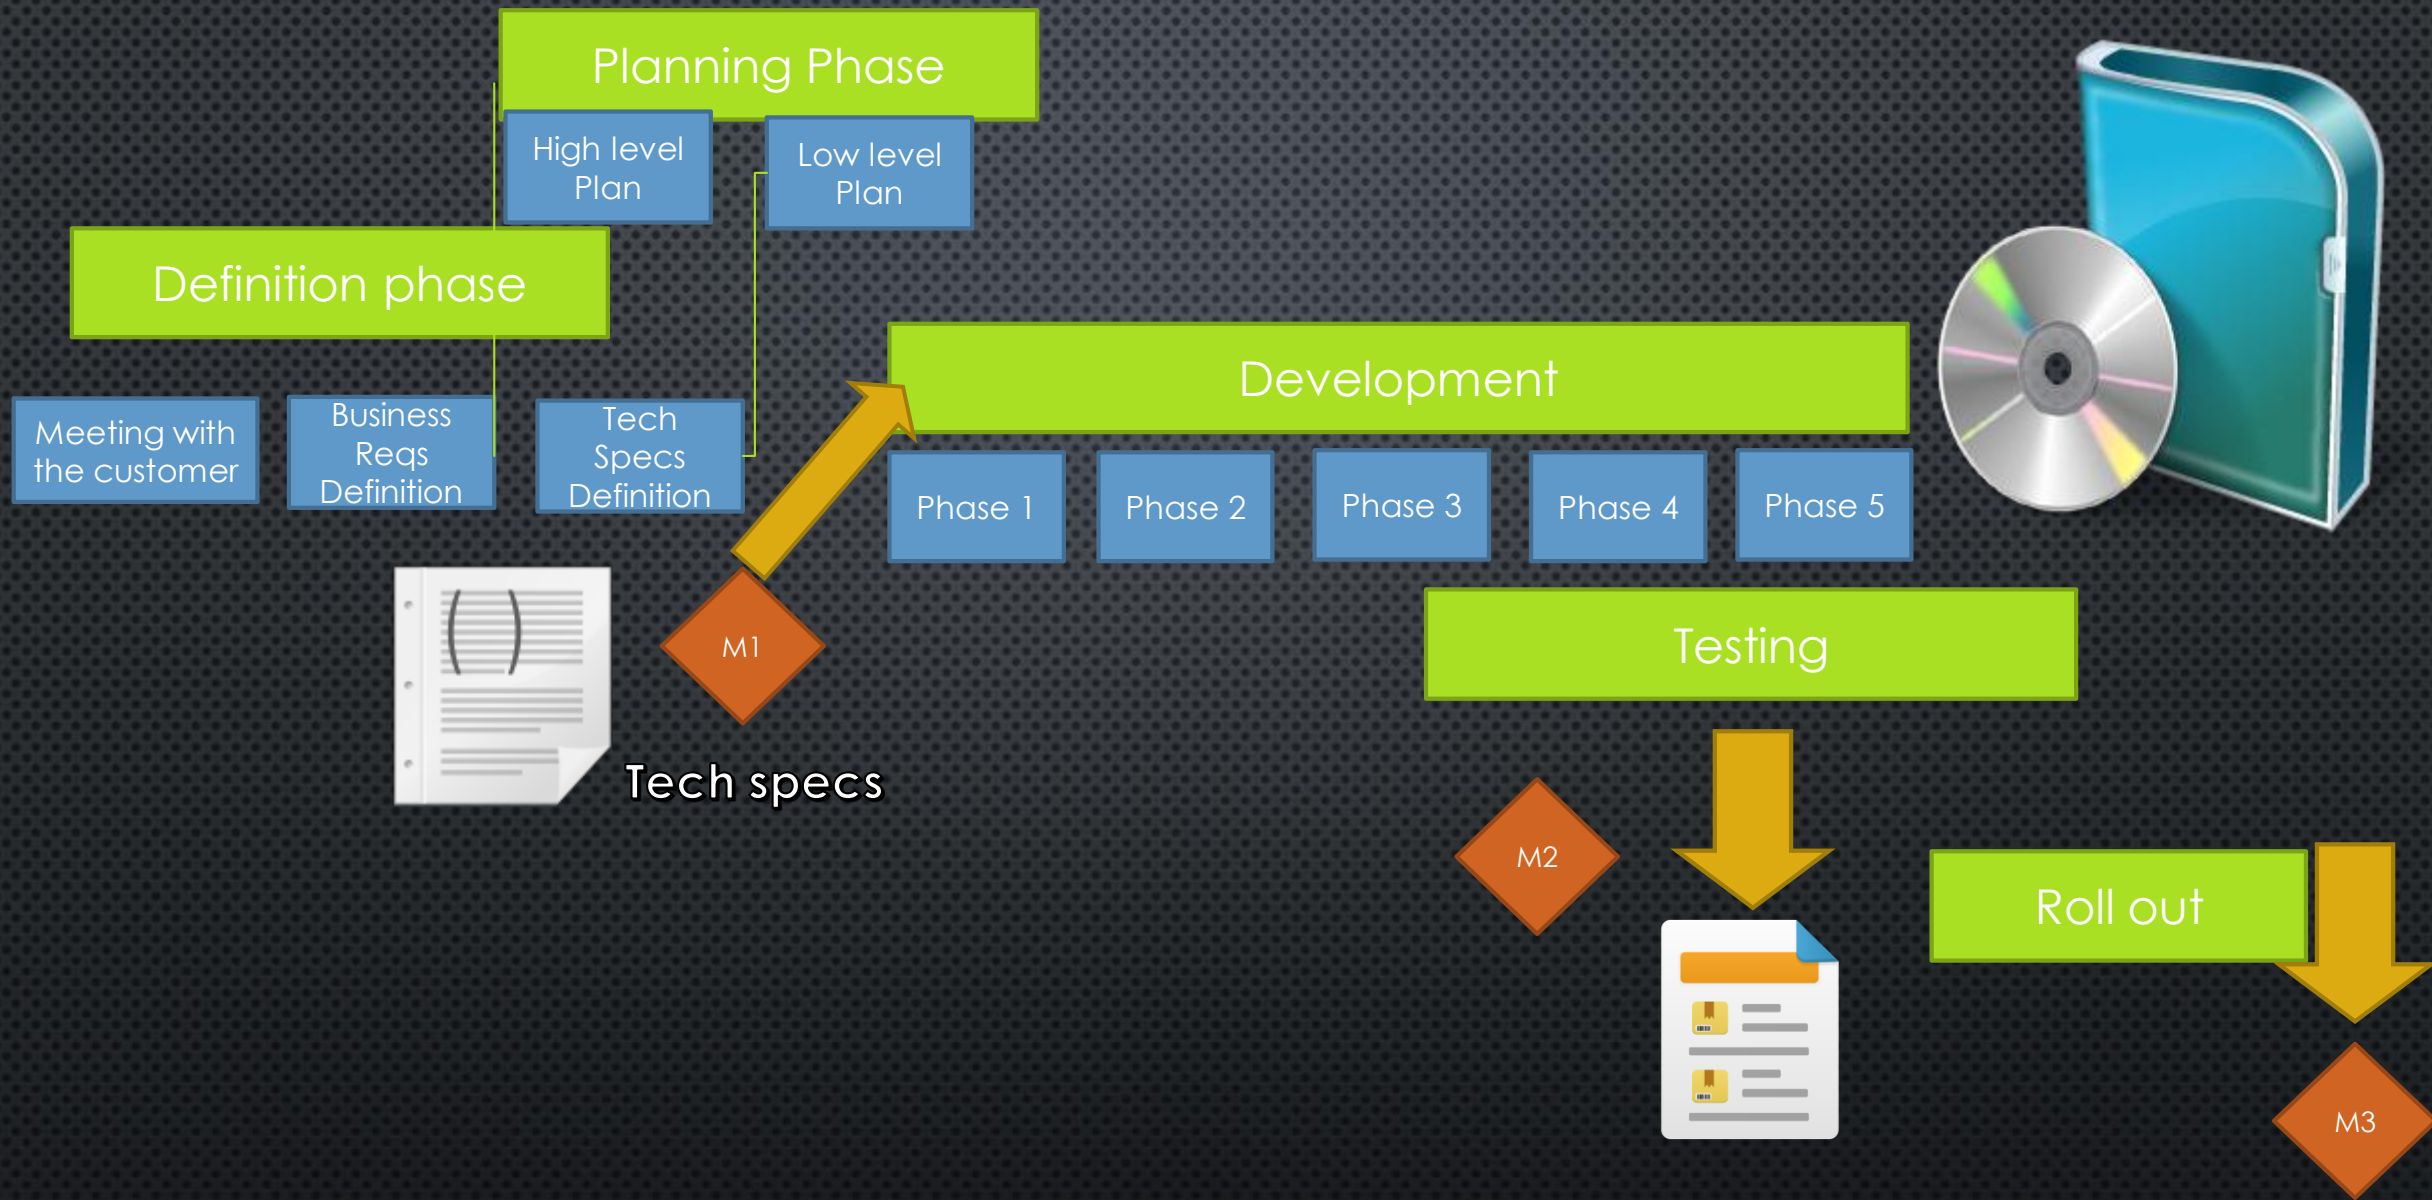 Planning Phase
High level
Plan
Low level
Plan
Definition phase
Development
Meeting with
the customer
Business
Reqs
Definition
Tech
Specs
Definition
Phase 1
Phase 2
Phase 3
Phase 4
Phase 5
Testing
M1
Tech specs
M2
Roll out
M3